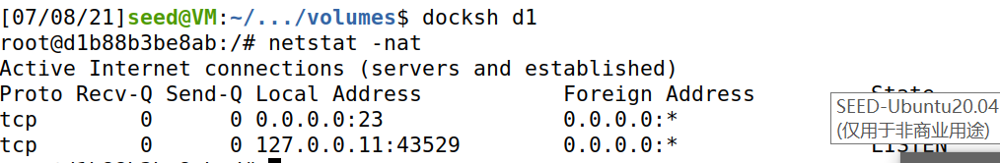 [07/08/21]seed@VM:~/.../volumes$ docksh d1
root@d1b88b3be8ab:/# netstat -nat
Active Internet connections (servers and established)
Proto Recv-Q Send-Q Local Address Foreign Address State
tcp 0 0 0.0.0.0:23 0.0.0.0:*
tcp 0 0 127.0.0.11:43529 0.0.0.0:* LISTEN
SEED-Ubuntu20.04
(仅用于非商业用途)